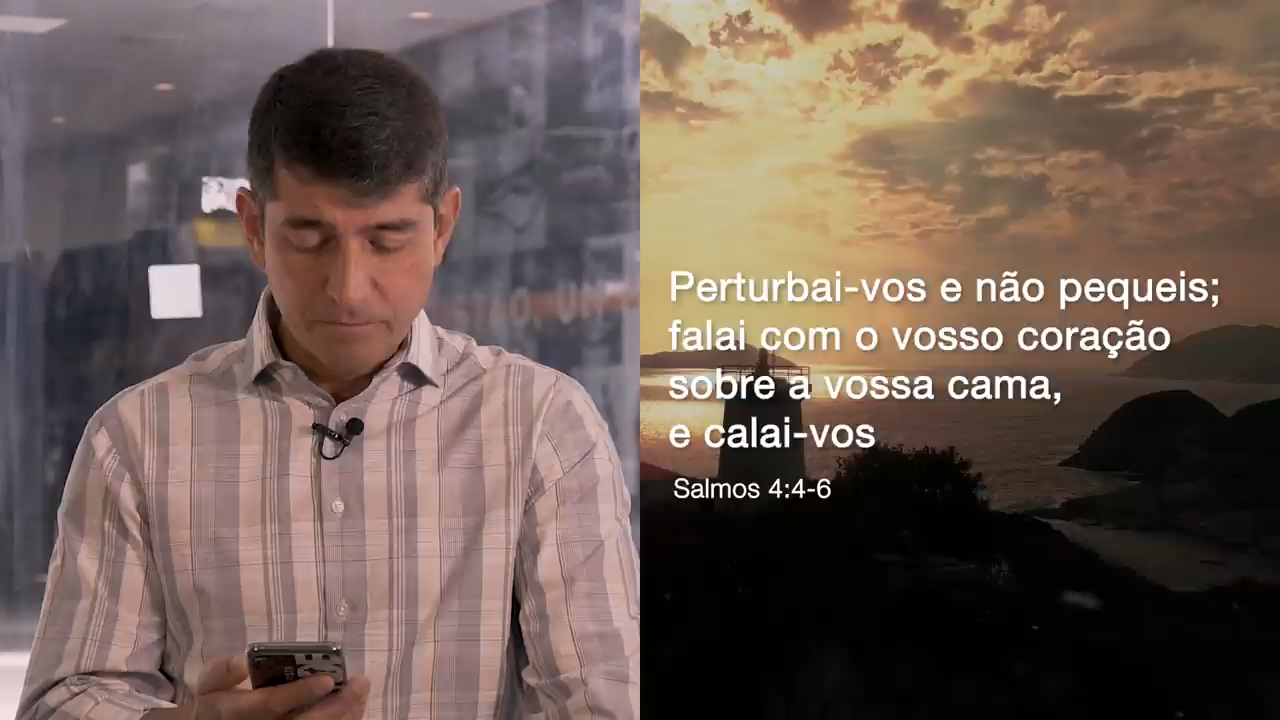 Perturbai-vos e não pequeis;
falai com o vosso coração
sobre a vossa cama,
e calai-vos
Salmos 4:4-6